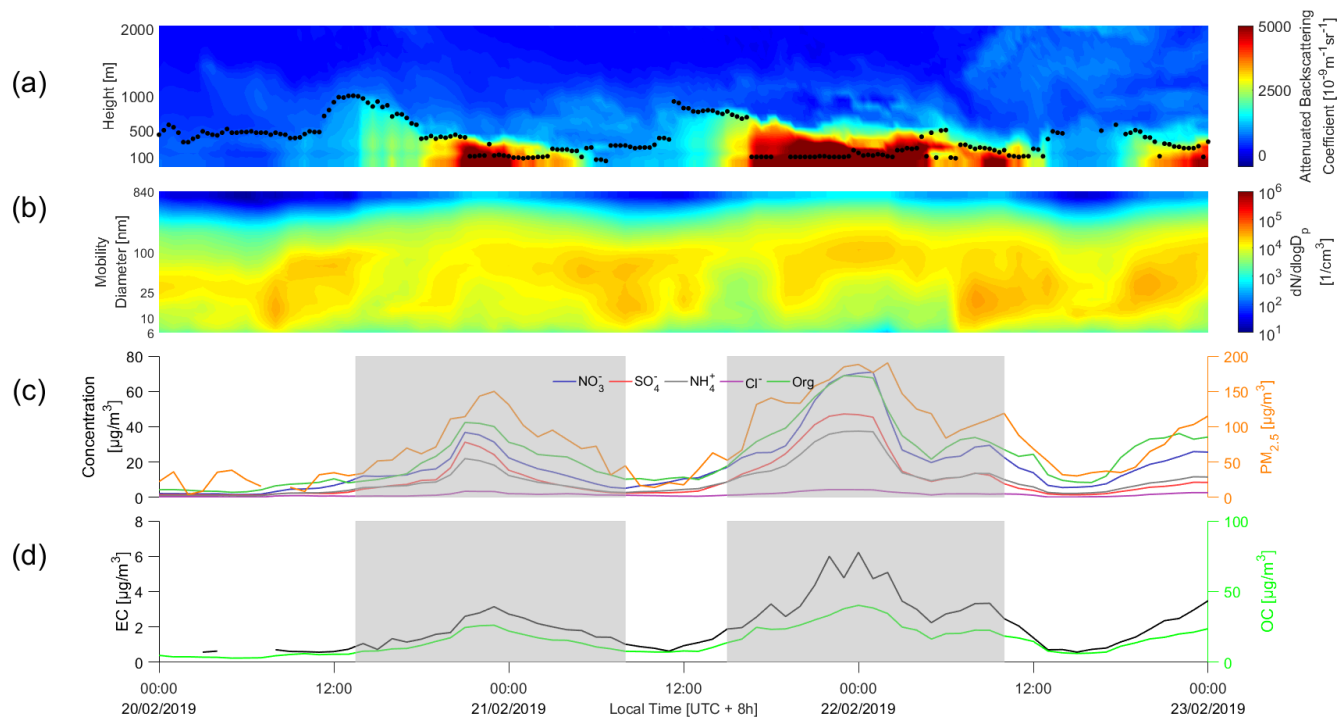 (a)
Height [m]
2000
1000
500
100
5000
2500
0
Attenuated Backscattering
Coefficient [10⁻⁹m⁻¹sr⁻¹]
(b)
Mobility
Diameter [nm]
840
100
25
10
6
10⁶
10⁵
10⁴
10³
10²
10¹
dN/dlogDₚ
[1/cm³]
(c)
Concentration
[µg/m³]
80
60
40
20
0
NO₃⁻ SO₄⁻ NH₄⁺ Cl⁻ Org
200
150
100
50
0
PM₂.₅ [µg/m³]
(d)
EC [µg/m³]
8
6
4
2
0
100
50
0
OC [µg/m³]
00:00 12:00 00:00 12:00 00:00 12:00 00:00
20/02/2019 21/02/2019 Local Time [UTC + 8h] 22/02/2019 23/02/2019